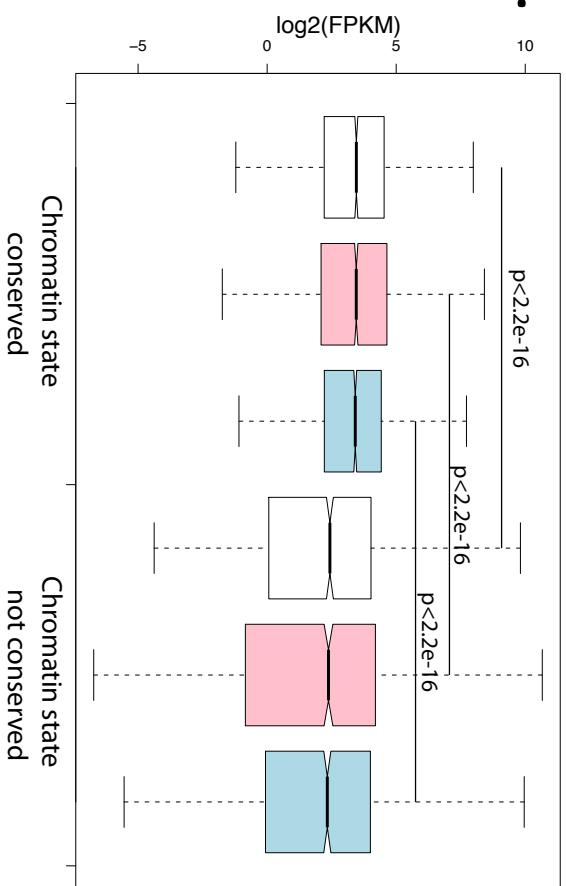 log2(FPKM)
−5
0
5
10
p<2.2e-16
p<2.2e-16
p<2.2e-16
Chromatin state
conserved
Chromatin state
not conserved